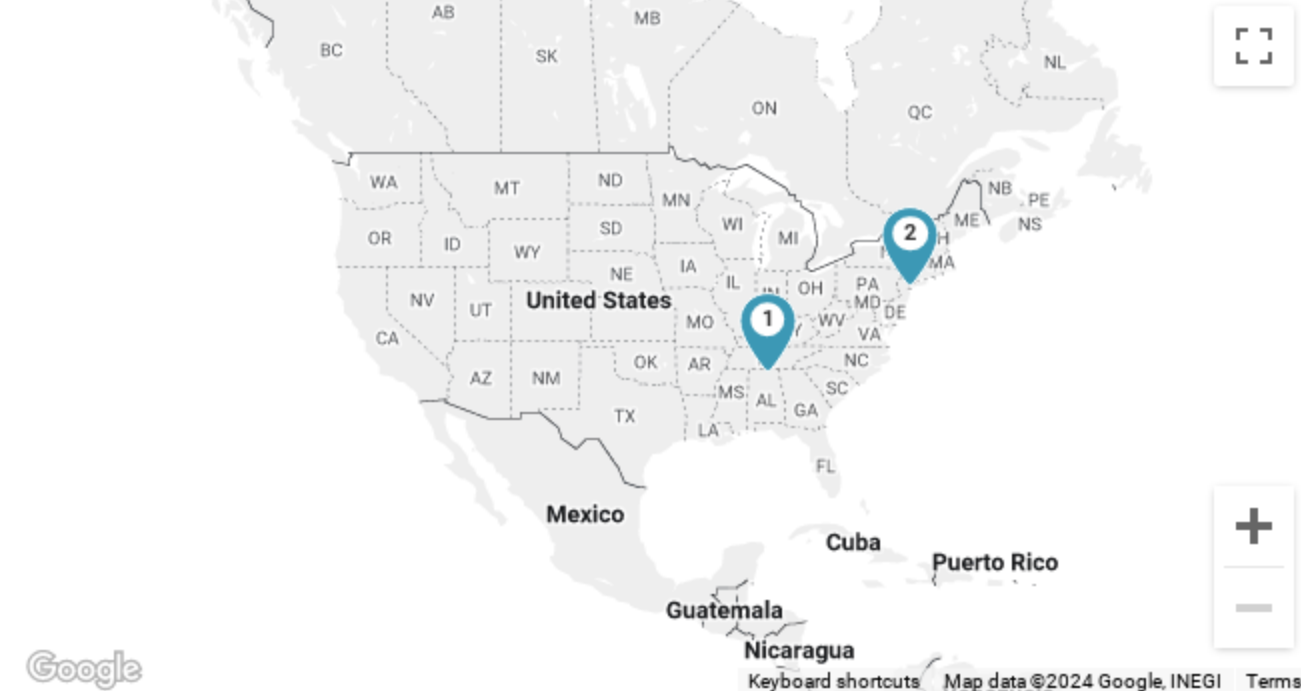 AB
MB
BC
SK
NL
ON
QC
WA
MT
ND
MN
NB
PE
OR
ID
SD
WI
MI
ME
NS
WY
2
H
MA
NE
IA
IL
OH
PA
NV
UT
United States
MD
DE
CA
MO
1
Y
WV
VA
AZ
NM
OK
AR
NC
TX
MS
AL
SC
GA
LA
FL
Mexico
Cuba
Puerto Rico
Guatemala
Nicaragua
Google
Keyboard shortcuts Map data ©2024 Google, INEGI Terms